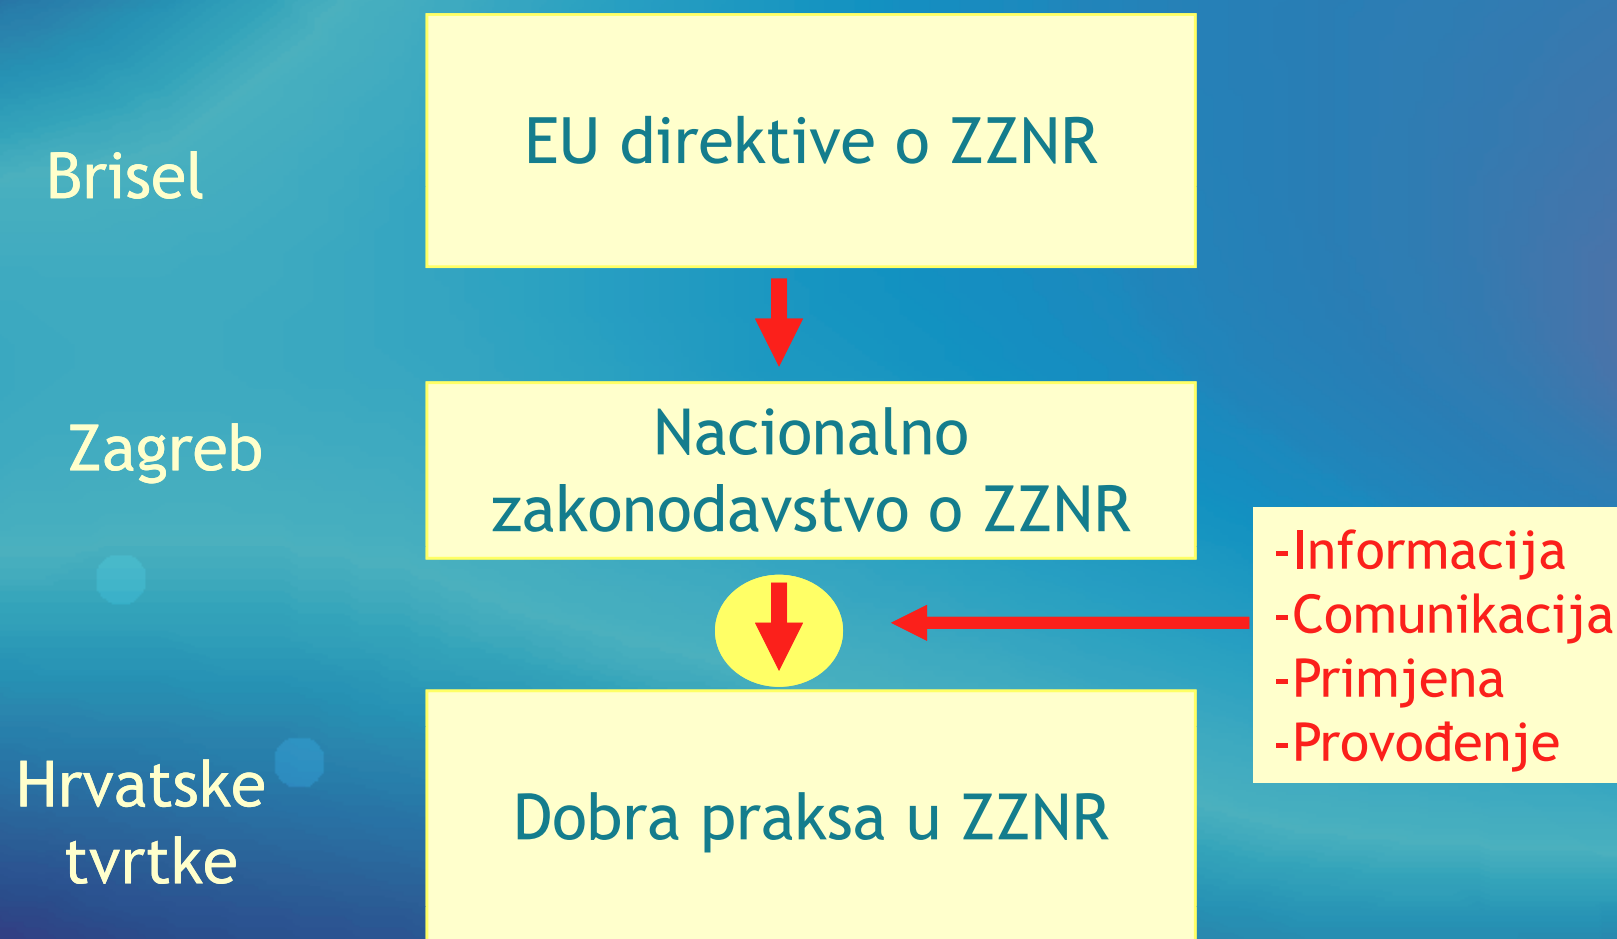 Brisel
EU direktive o ZZNR
Zagreb
Nacionalno
zakonodavstvo o ZZNR
-Informacija
-Comunikacija
-Primjena
-Provođenje
Hrvatske
tvrtke
Dobra praksa u ZZNR